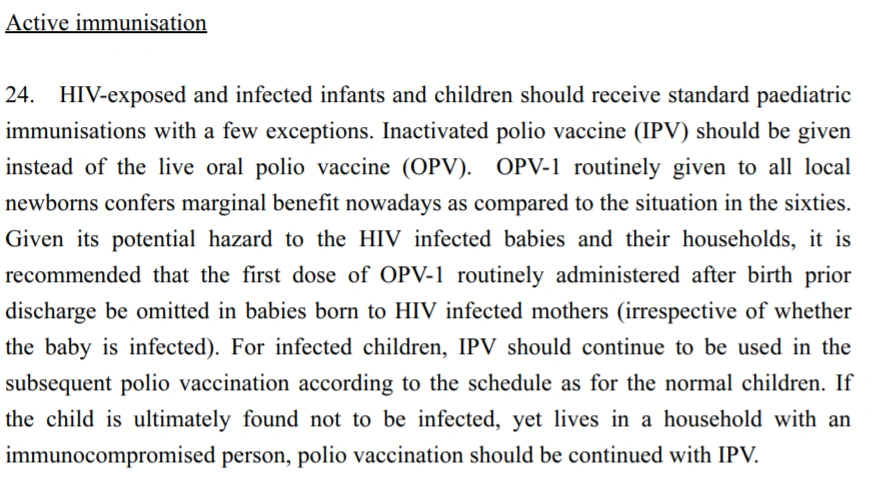 Active immunisation
24. HIV-exposed and infected infants and children should receive standard paediatric
immunisations with a few exceptions. Inactivated polio vaccine (IPV) should be given
instead of the live oral polio vaccine (OPV). OPV-1 routinely given to all local
newborns confers marginal benefit nowadays as compared to the situation in the sixties.
Given its potential hazard to the HIV infected babies and their households, it is
recommended that the first dose of OPV-1 routinely administered after birth prior
discharge be omitted in babies born to HIV infected mothers (irrespective of whether
the baby is infected). For infected children, IPV should continue to be used in the
subsequent polio vaccination according to the schedule as for the normal children. If
the child is ultimately found not to be infected, yet lives in a household with an
immunocompromised person, polio vaccination should be continued with IPV.